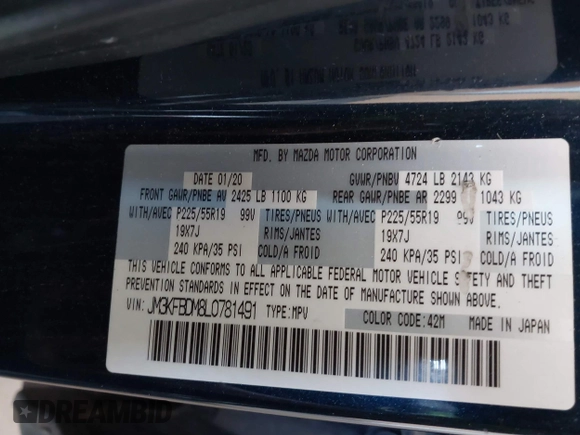 MFD. BY MAZDA MOTOR CORPORATION
DATE 01/20 GVWR/PNBV 4724 LB 2143 KG
FRONT GAWR/PNBE AV 2425 LB 1100 KG REAR GAWR/PNBE AR 2299 1043 KG
WITH/AVEC P225/55R19 99V TIRES/PNEUS WITH/AVEC P225/55R19 99V TIRES/PNEUS
19X7J RIMS/JANTES 19X7J RIMS/JANTES
240 KPA/35 PSI COLD/A FROID 240 KPA/35 PSI COLD/A FROID
THIS VEHICLE CONFORMS TO ALL APPLICABLE FEDERAL MOTOR VEHICLE SAFETY AND THEFT
PREVENTION STANDARDS IN EFFECT ON THE DATE OF MANUFACTURE SHOWN ABOVE.
VIN: JM3KFBDM8L0781491 TYPE: MPV COLOR CODE: 42M MADE IN JAPAN
DREAMBID